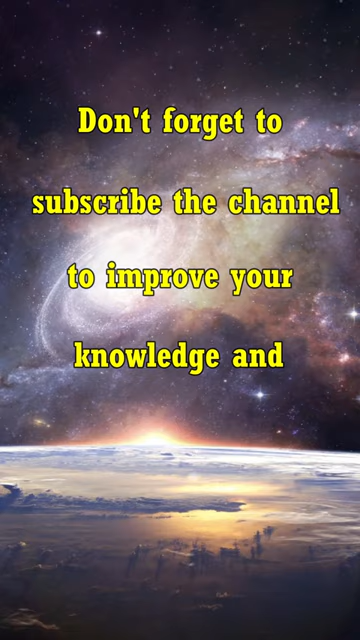 Don't forget to
subscribe the channel
to improve your
knowledge and